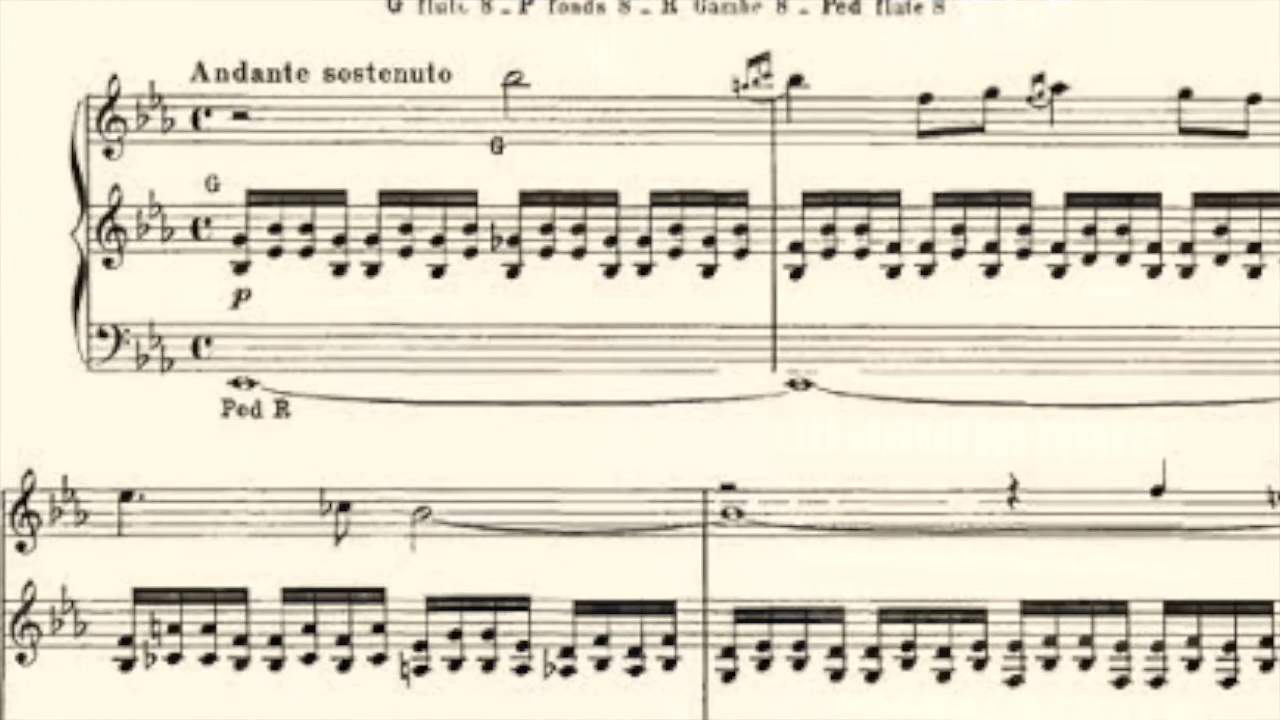 G flute 8 _ P fonds 8 _ R Gambe 8 _ Ped flute 8
Andante sostenuto
G
G
p
Ped R